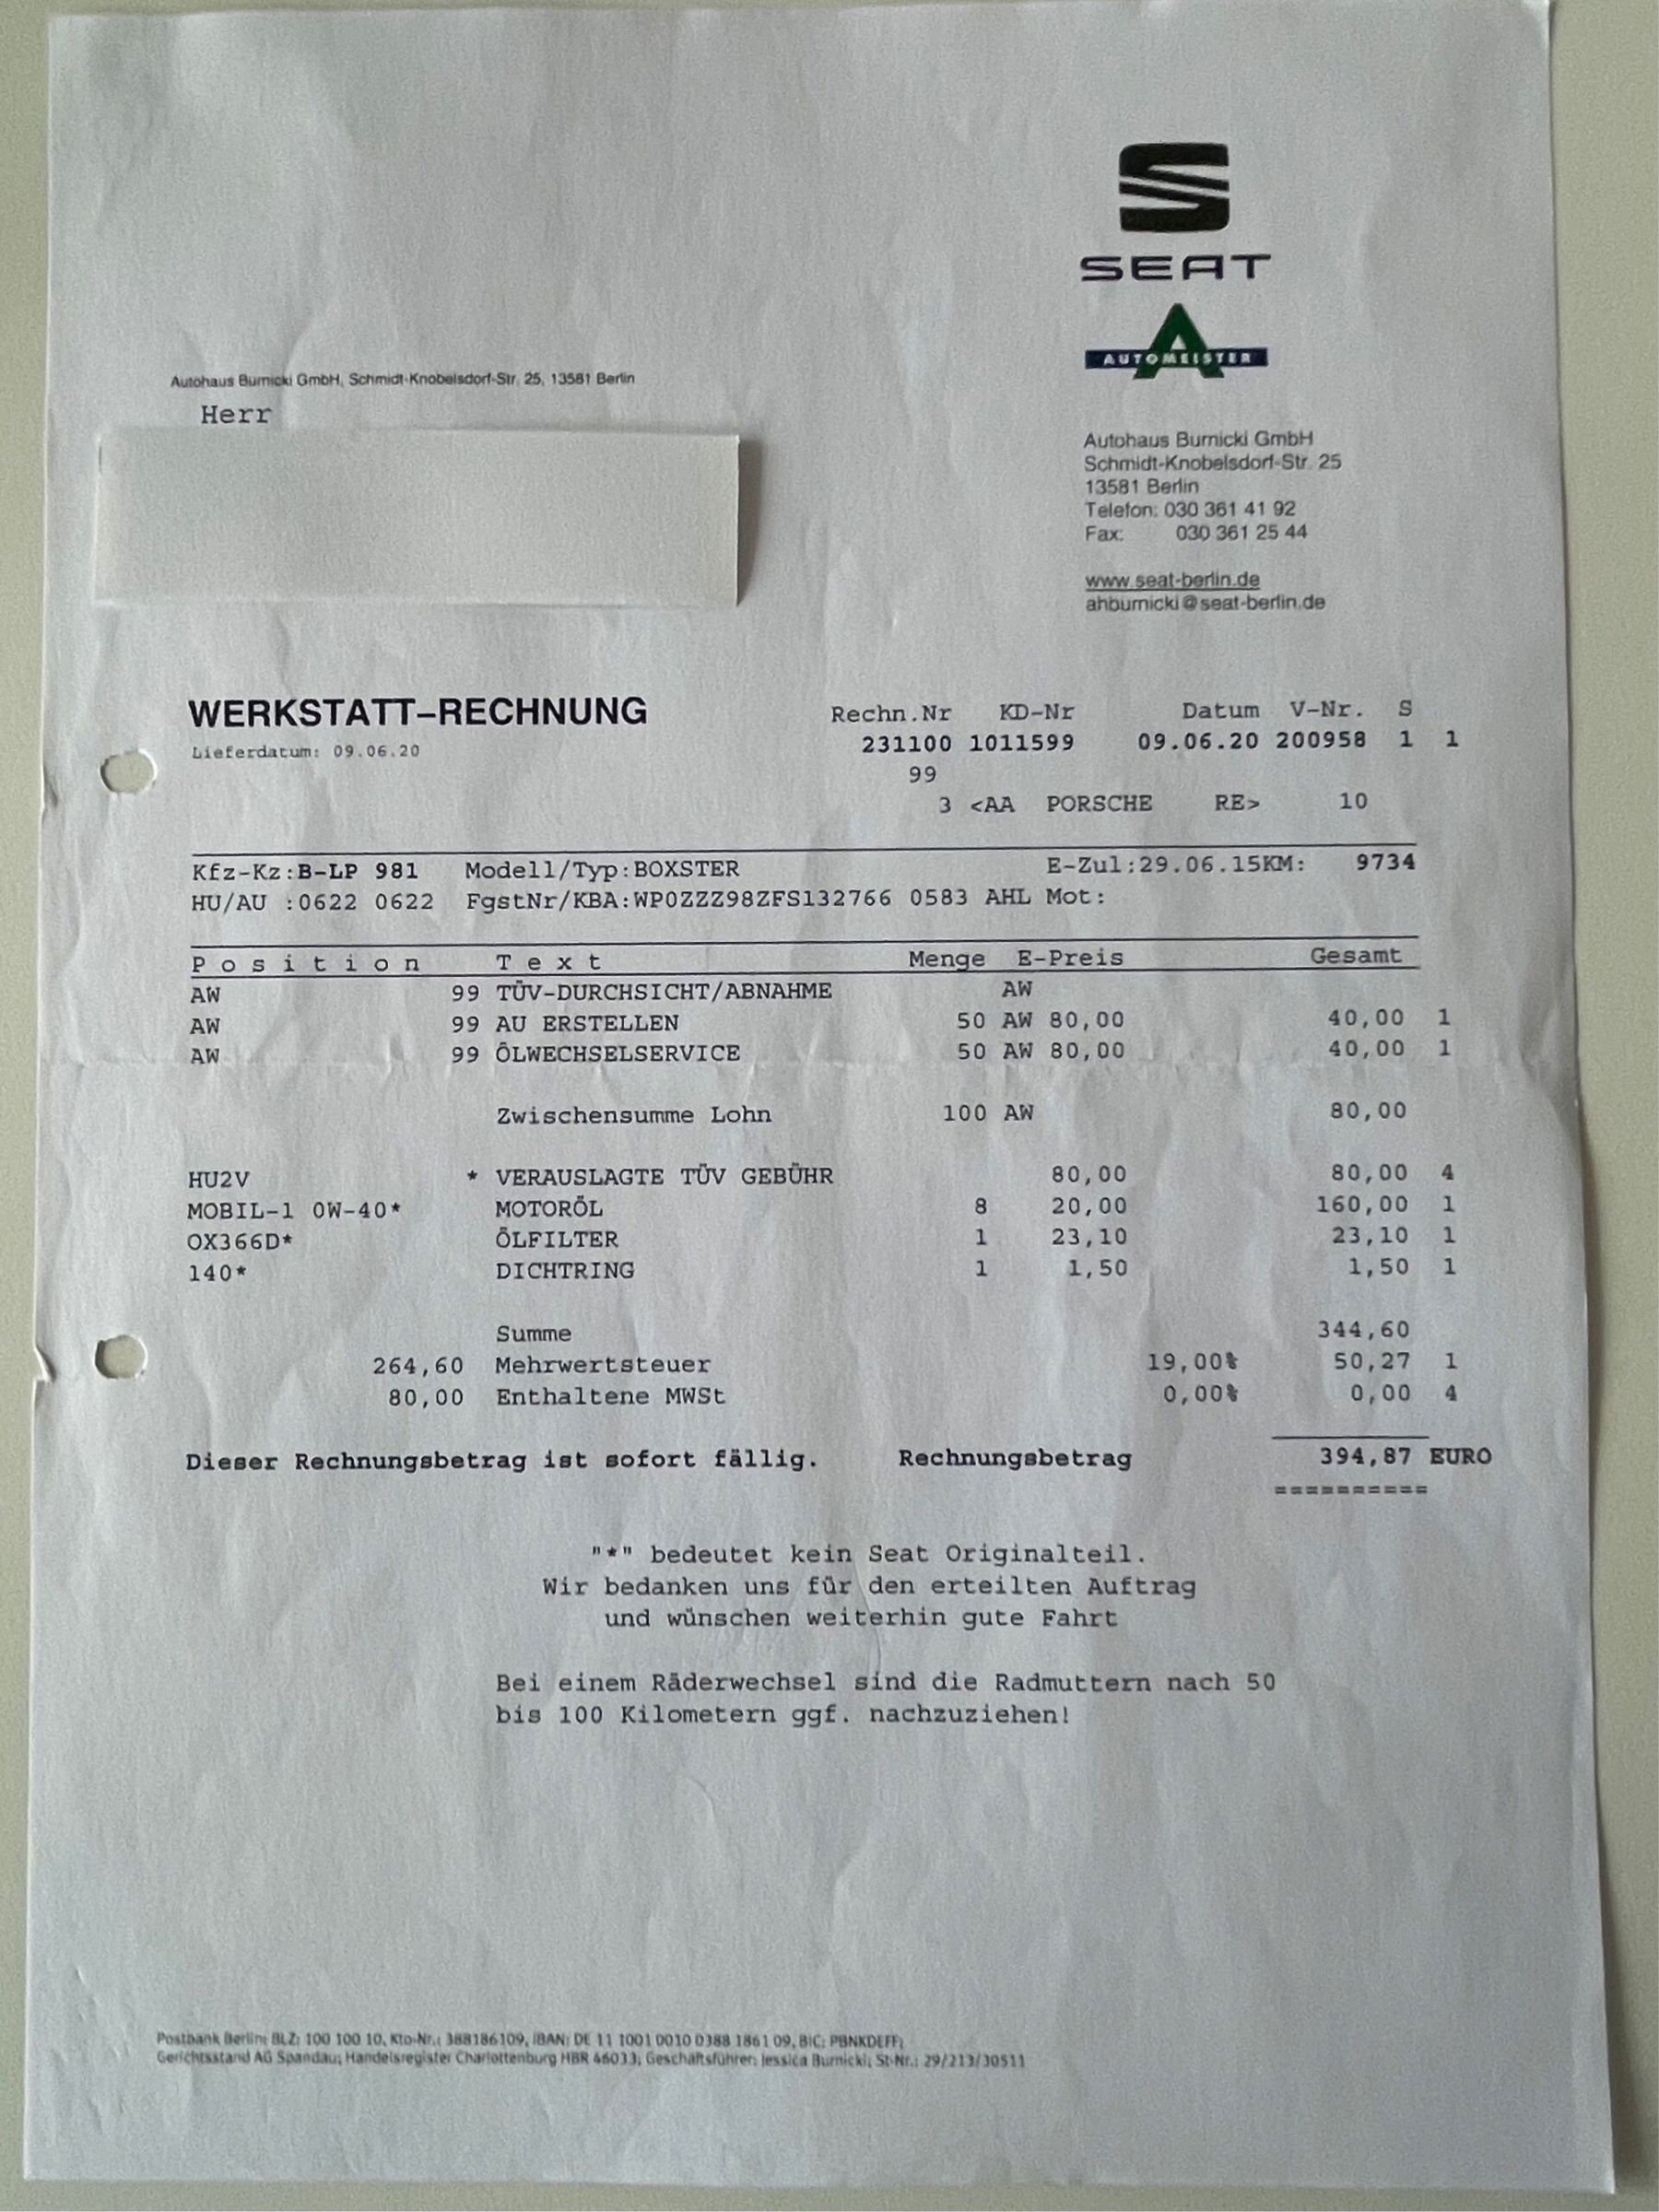 SEAT
AUTOMEISTER
Autohaus Burnicki GmbH, Schmidt-Knobelsdorf-Str. 25, 13581 Berlin
Herr
Autohaus Burnicki GmbH
Schmidt-Knobelsdorf-Str. 25
13581 Berlin
Telefon: 030 361 41 92
Fax: 030 361 25 44
www.seat-berlin.de
ahburnicki@seat-berlin.de
WERKSTATT-RECHNUNG Rechn.Nr KD-Nr Datum V-Nr. S
Lieferdatum: 09.06.20 231100 1011599 09.06.20 200958 1 1
99
3 <AA PORSCHE RE> 10
Kfz-Kz:B-LP 981 Modell/Typ:BOXSTER E-Zul:29.06.15KM: 9734
HU/AU :0622 0622 FgstNr/KBA:WP0ZZZ98ZFS132766 0583 AHL Mot:
Position Text Menge E-Preis Gesamt
AW 99 TÜV-DURCHSICHT/ABNAHME AW
AW 99 AU ERSTELLEN 50 AW 80,00 40,00 1
AW 99 ÖLWECHSELSERVICE 50 AW 80,00 40,00 1
Zwischensumme Lohn 100 AW 80,00
HU2V * VERAUSLAGTE TÜV GEBÜHR 80,00 80,00 4
MOBIL-1 0W-40* MOTORÖL 8 20,00 160,00 1
OX366D* ÖLFILTER 1 23,10 23,10 1
140* DICHTRING 1 1,50 1,50 1
Summe 344,60
264,60 Mehrwertsteuer 19,00% 50,27 1
80,00 Enthaltene MWSt 0,00% 0,00 4
Dieser Rechnungsbetrag ist sofort fällig. Rechnungsbetrag 394,87 EURO
==========
"*" bedeutet kein Seat Originalteil.
Wir bedanken uns für den erteilten Auftrag
und wünschen weiterhin gute Fahrt
Bei einem Räderwechsel sind die Radmuttern nach 50
bis 100 Kilometern ggf. nachzuziehen!
Postbank Berlin; BLZ: 100 100 10, Kto-Nr.: 388186109, IBAN: DE 11 1001 0010 0388 1861 09, BIC: PBNKDEFF;
Gerichtsstand AG Spandau; Handelsregister Charlottenburg HBR 46033; Geschäftsführer: Jessica Burnicki; St-Nr.: 29/213/30511